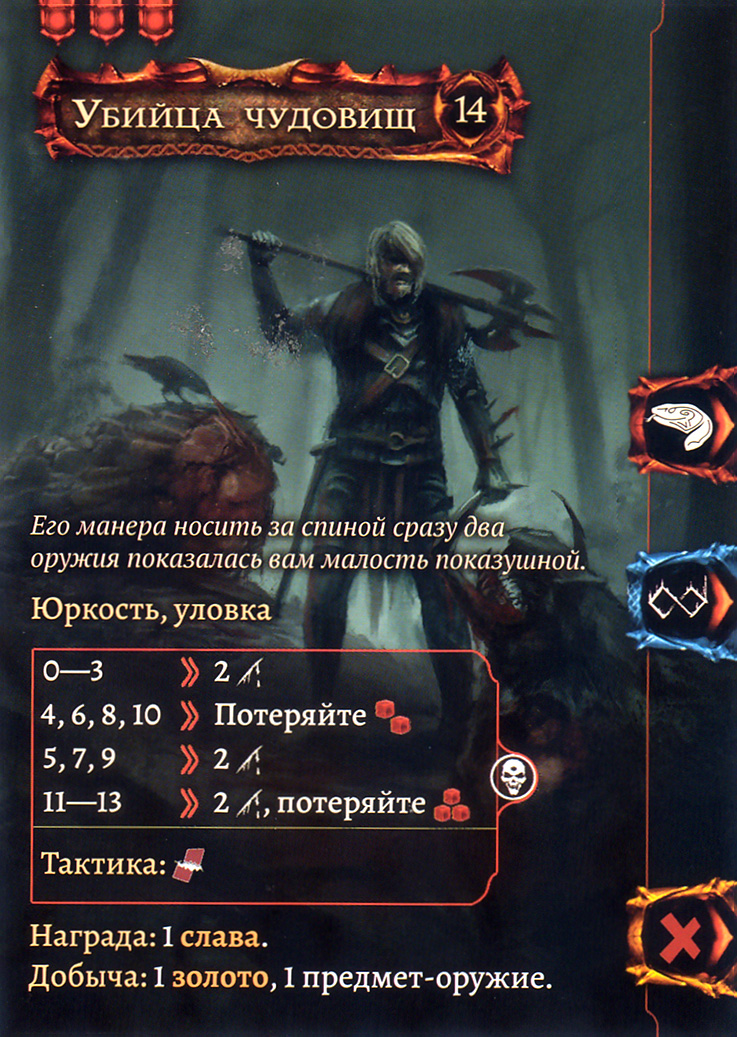 Убийца чудовищ 14
Его манера носить за спиной сразу два
оружия показалась вам малость показушной.
Юркость, уловка
0—3 2
4, 6, 8, 10 Потеряйте
5, 7, 9 2
11—13 2, потеряйте
Тактика:
Награда: 1 слава.
Добыча: 1 золото, 1 предмет-оружие.